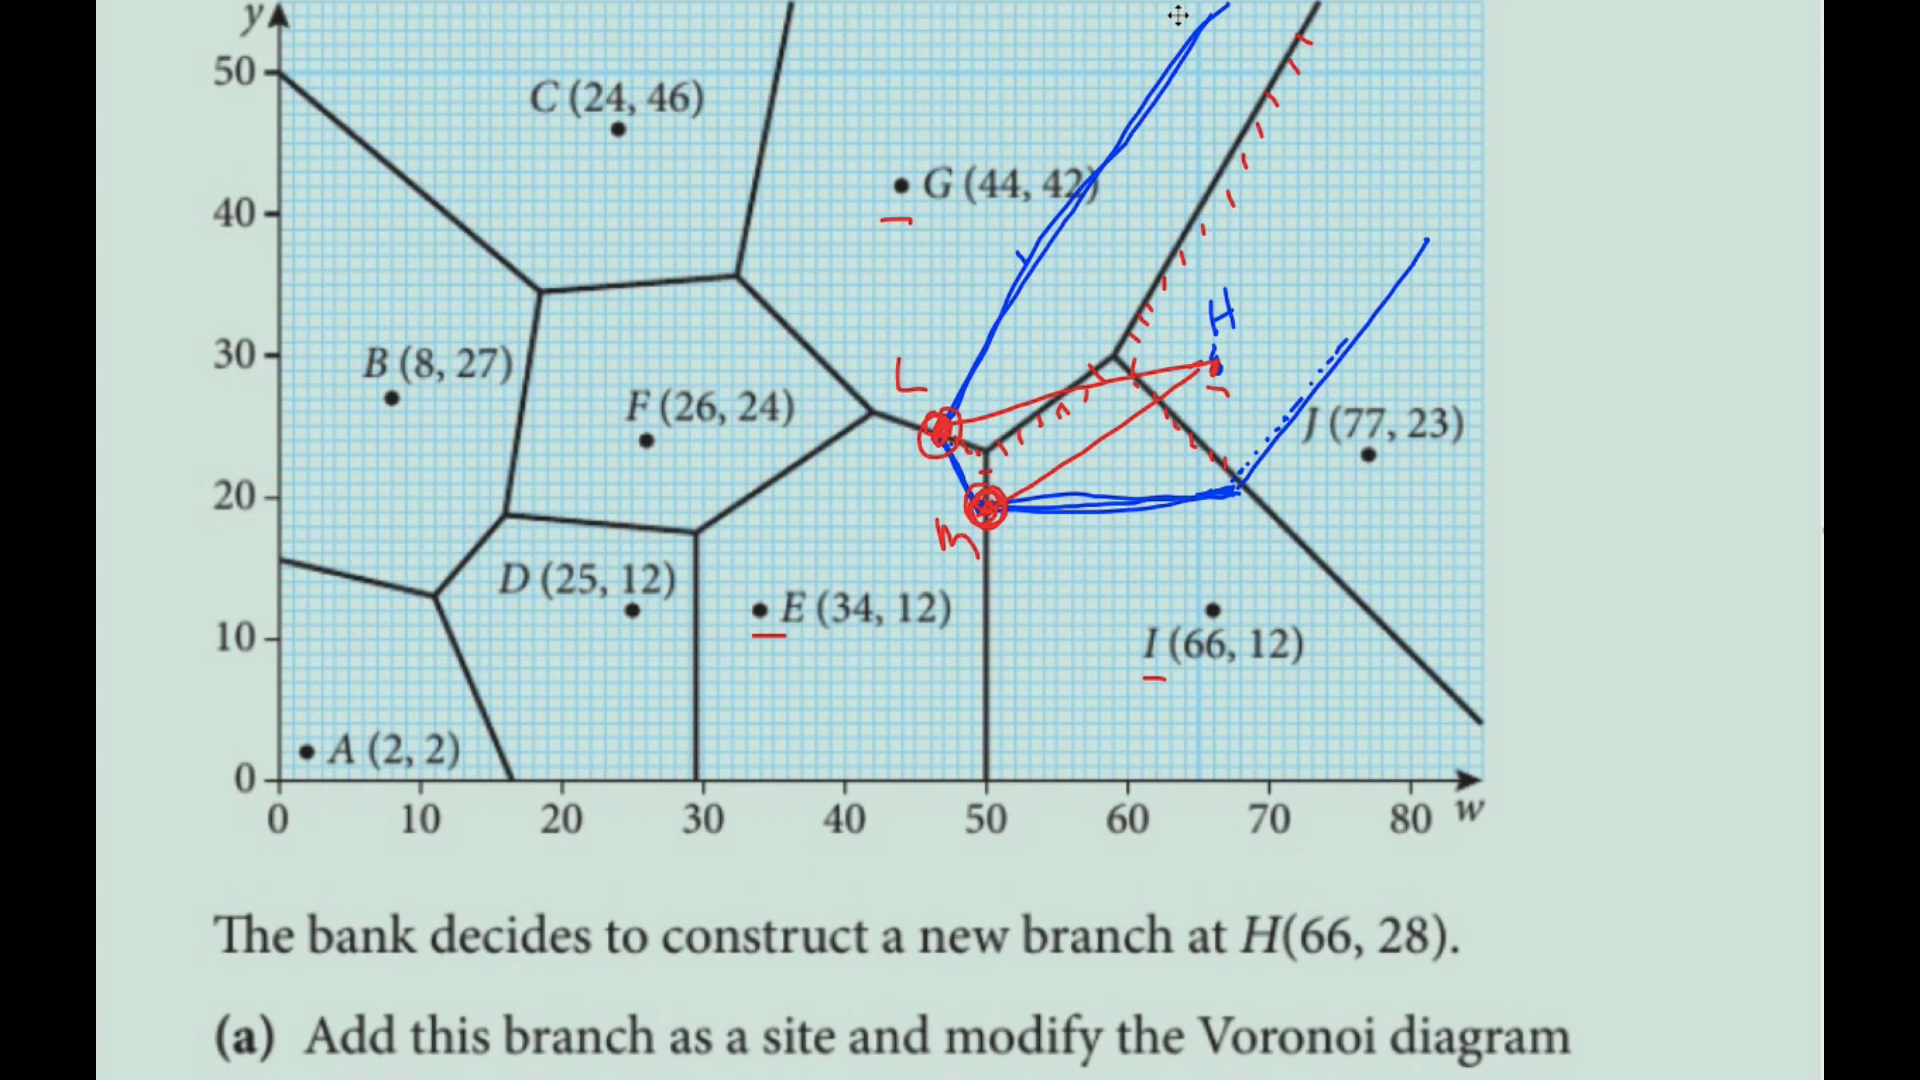 y
50
C (24, 46)
G (44, 42)
40
H
30
B (8, 27)
L
F (26, 24)
J (77, 23)
20
m
D (25, 12)
E (34, 12)
I (66, 12)
10
A (2, 2)
0
0 10 20 30 40 50 60 70 80 w
The bank decides to construct a new branch at H(66, 28).
(a) Add this branch as a site and modify the Voronoi diagram